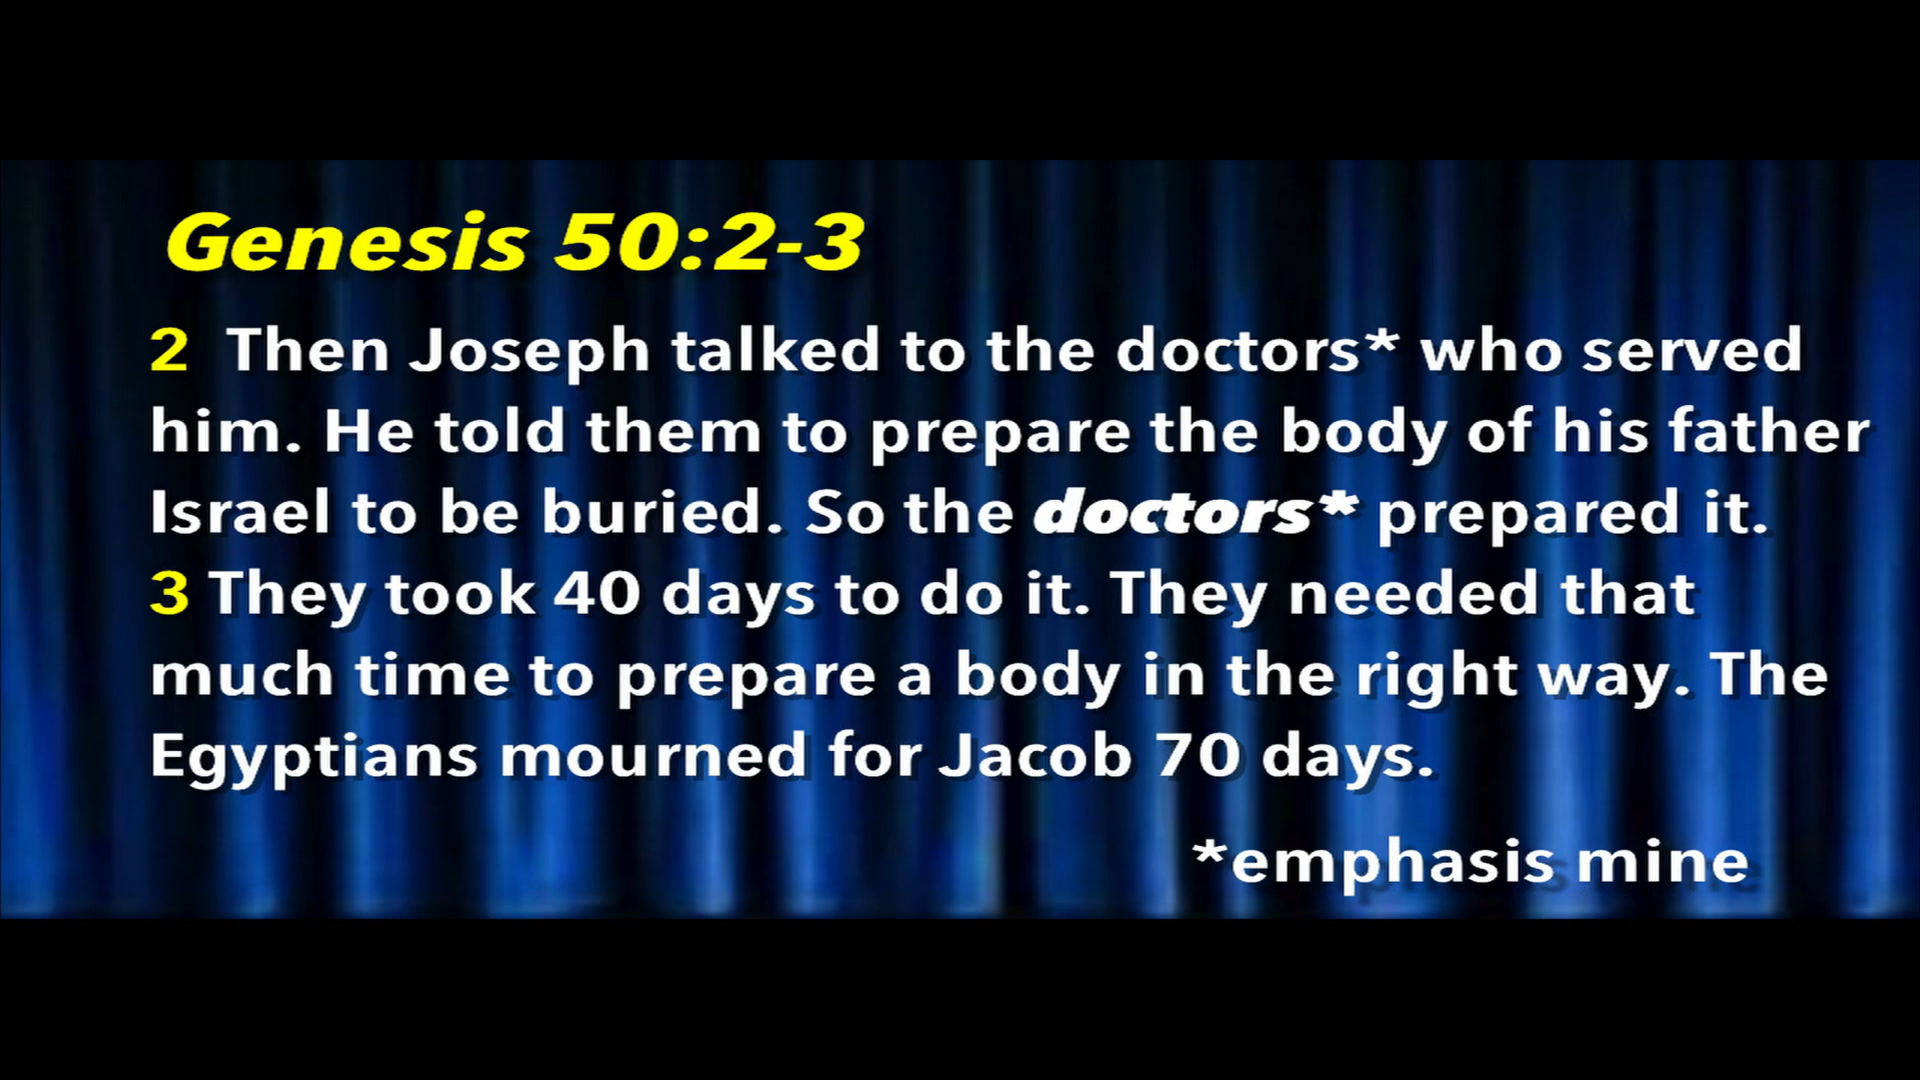 Genesis 50:2-3
2 Then Joseph talked to the doctors* who served
him. He told them to prepare the body of his father
Israel to be buried. So the doctors* prepared it.
3 They took 40 days to do it. They needed that
much time to prepare a body in the right way. The
Egyptians mourned for Jacob 70 days.
*emphasis mine